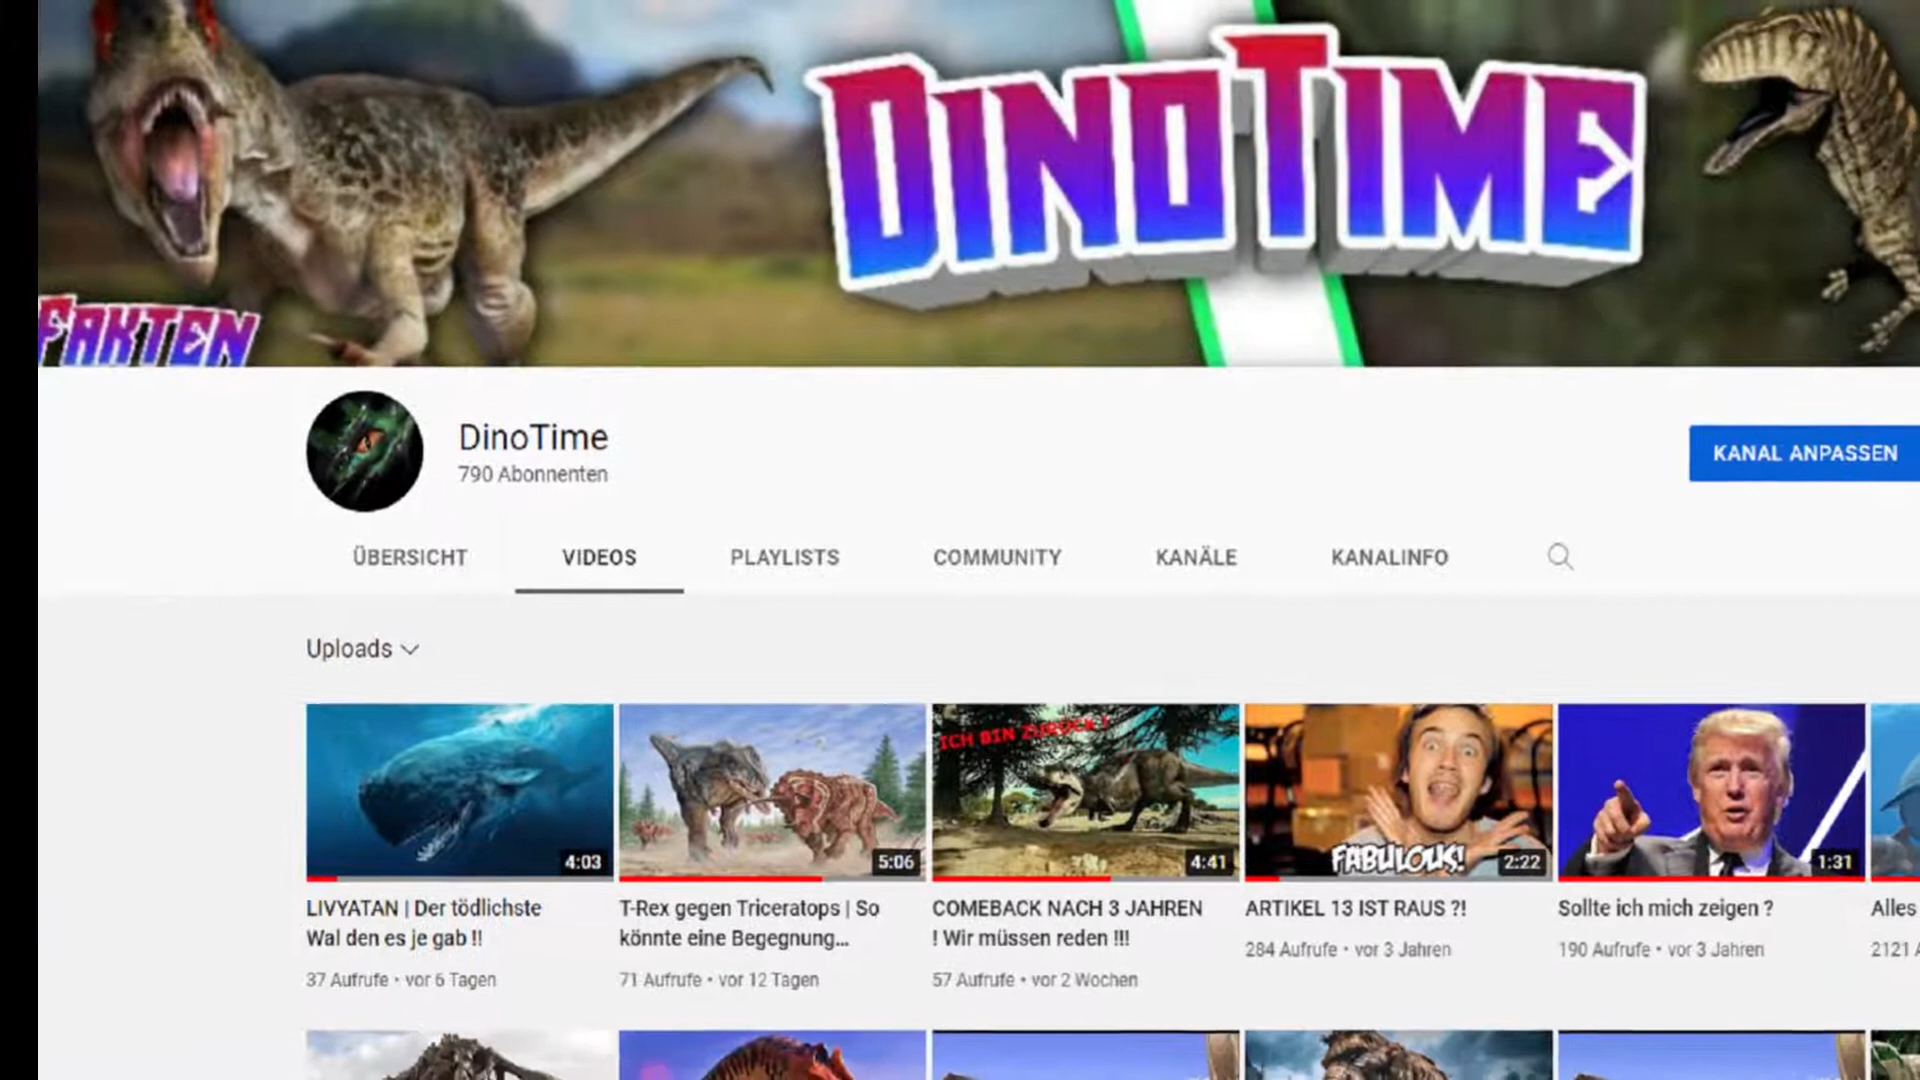 DINOTIME
FAKTEN
DinoTime
790 Abonnenten
KANAL ANPASSEN
ÜBERSICHT
VIDEOS
PLAYLISTS
COMMUNITY
KANÄLE
KANALINFO
Uploads
4:03
5:06
ICH BIN ZURÜCK !
4:41
FABULOUS!
2:22
1:31
LIVYATAN | Der tödlichste
Wal den es je gab !!
37 Aufrufe • vor 6 Tagen
T-Rex gegen Triceratops | So
könnte eine Begegnung...
71 Aufrufe • vor 12 Tagen
COMEBACK NACH 3 JAHREN
! Wir müssen reden !!!
57 Aufrufe • vor 2 Wochen
ARTIKEL 13 IST RAUS ?!
284 Aufrufe • vor 3 Jahren
Sollte ich mich zeigen ?
190 Aufrufe • vor 3 Jahren
Alles
2121 A